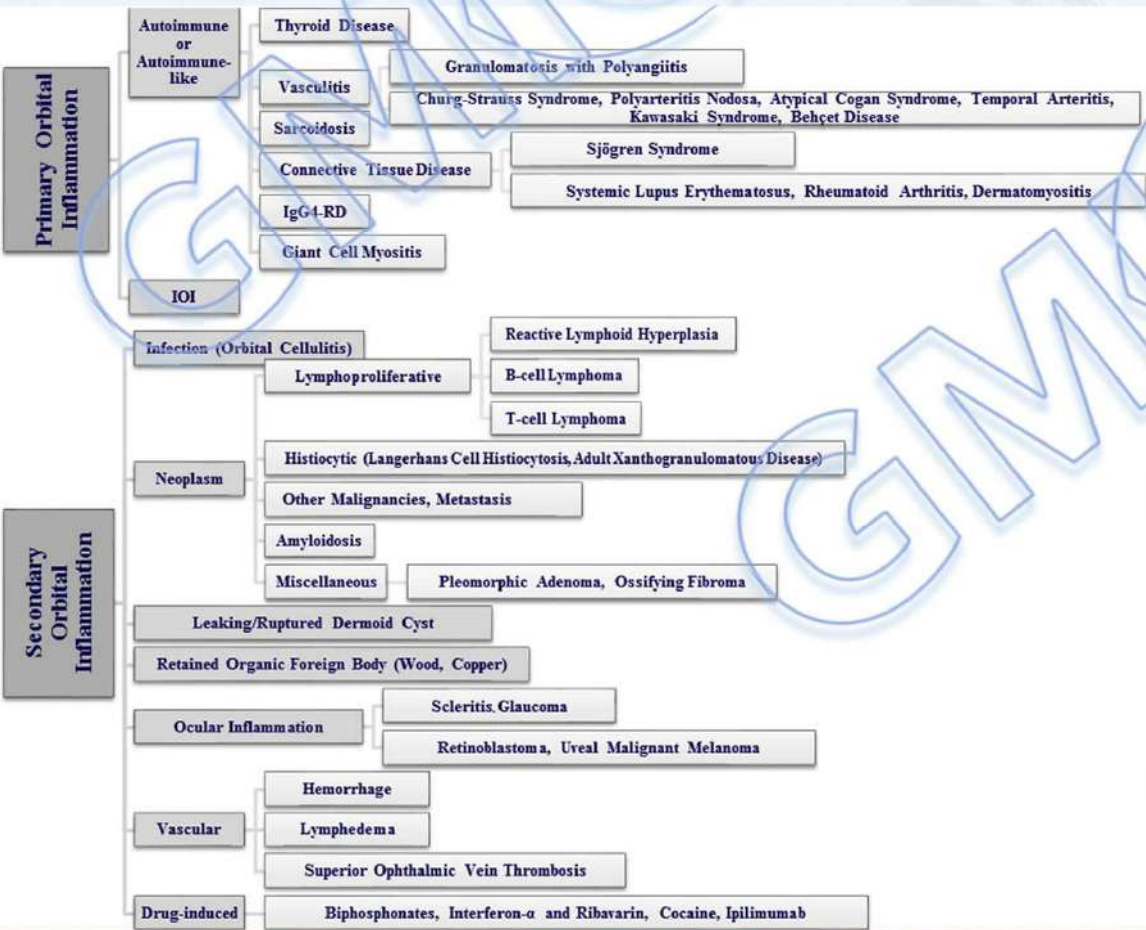 Primary Orbital
Inflammation
Autoimmune
or
Autoimmune-
like
Thyroid Disease
Vasculitis
Granulomatosis with Polyangiitis
Churg-Strauss Syndrome, Polyarteritis Nodosa, Atypical Cogan Syndrome, Temporal Arteritis,
Kawasaki Syndrome, Behçet Disease
Sarcoidosis
Connective Tissue Disease
Sjögren Syndrome
Systemic Lupus Erythematosus, Rheumatoid Arthritis, Dermatomyositis
IgG4-RD
Giant Cell Myositis
IOI
Secondary
Orbital
Inflammation
Infection (Orbital Cellulitis)
Neoplasm
Lymphoproliferative
Reactive Lymphoid Hyperplasia
B-cell Lymphoma
T-cell Lymphoma
Histiocytic (Langerhans Cell Histiocytosis, Adult Xanthogranulomatous Disease)
Other Malignancies, Metastasis
Amyloidosis
Miscellaneous
Pleomorphic Adenoma, Ossifying Fibroma
Leaking/Ruptured Dermoid Cyst
Retained Organic Foreign Body (Wood, Copper)
Ocular Inflammation
Scleritis, Glaucoma
Retinoblastoma, Uveal Malignant Melanoma
Vascular
Hemorrhage
Lymphedema
Superior Ophthalmic Vein Thrombosis
Drug-induced
Biphosphonates, Interferon-α and Ribavarin, Cocaine, Ipilimumab
GMC
GM